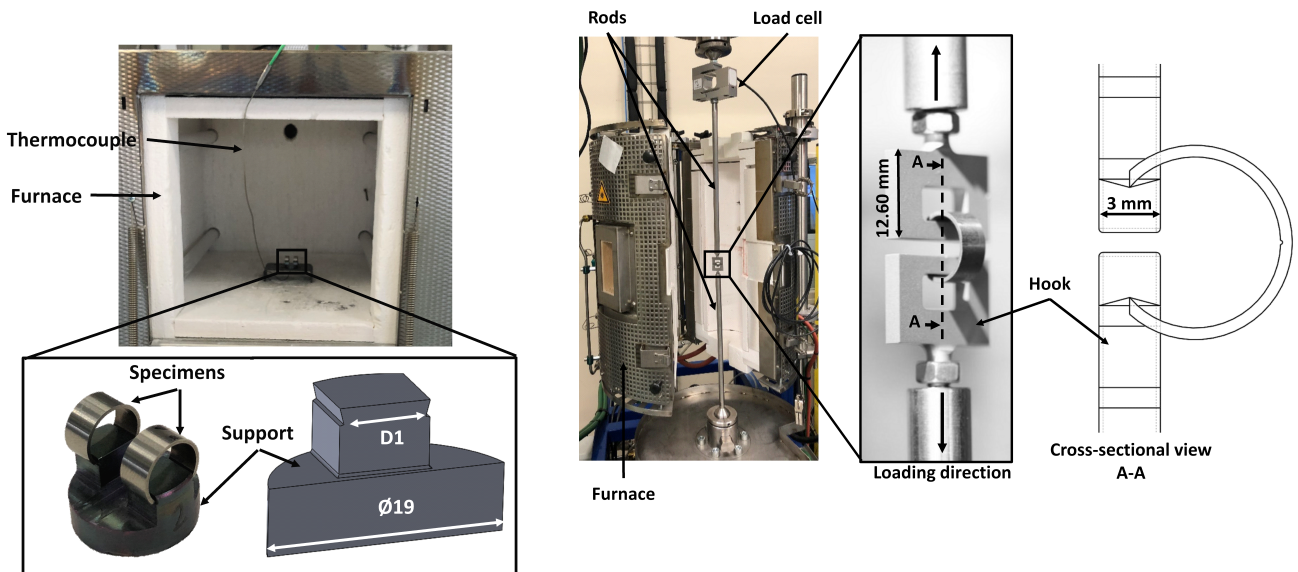 Thermocouple
Furnace
Specimens
Support
D1
Ø19
Rods
Load cell
Furnace
A
12.60 mm
A
Loading direction
Hook
3 mm
Cross-sectional view
A-A